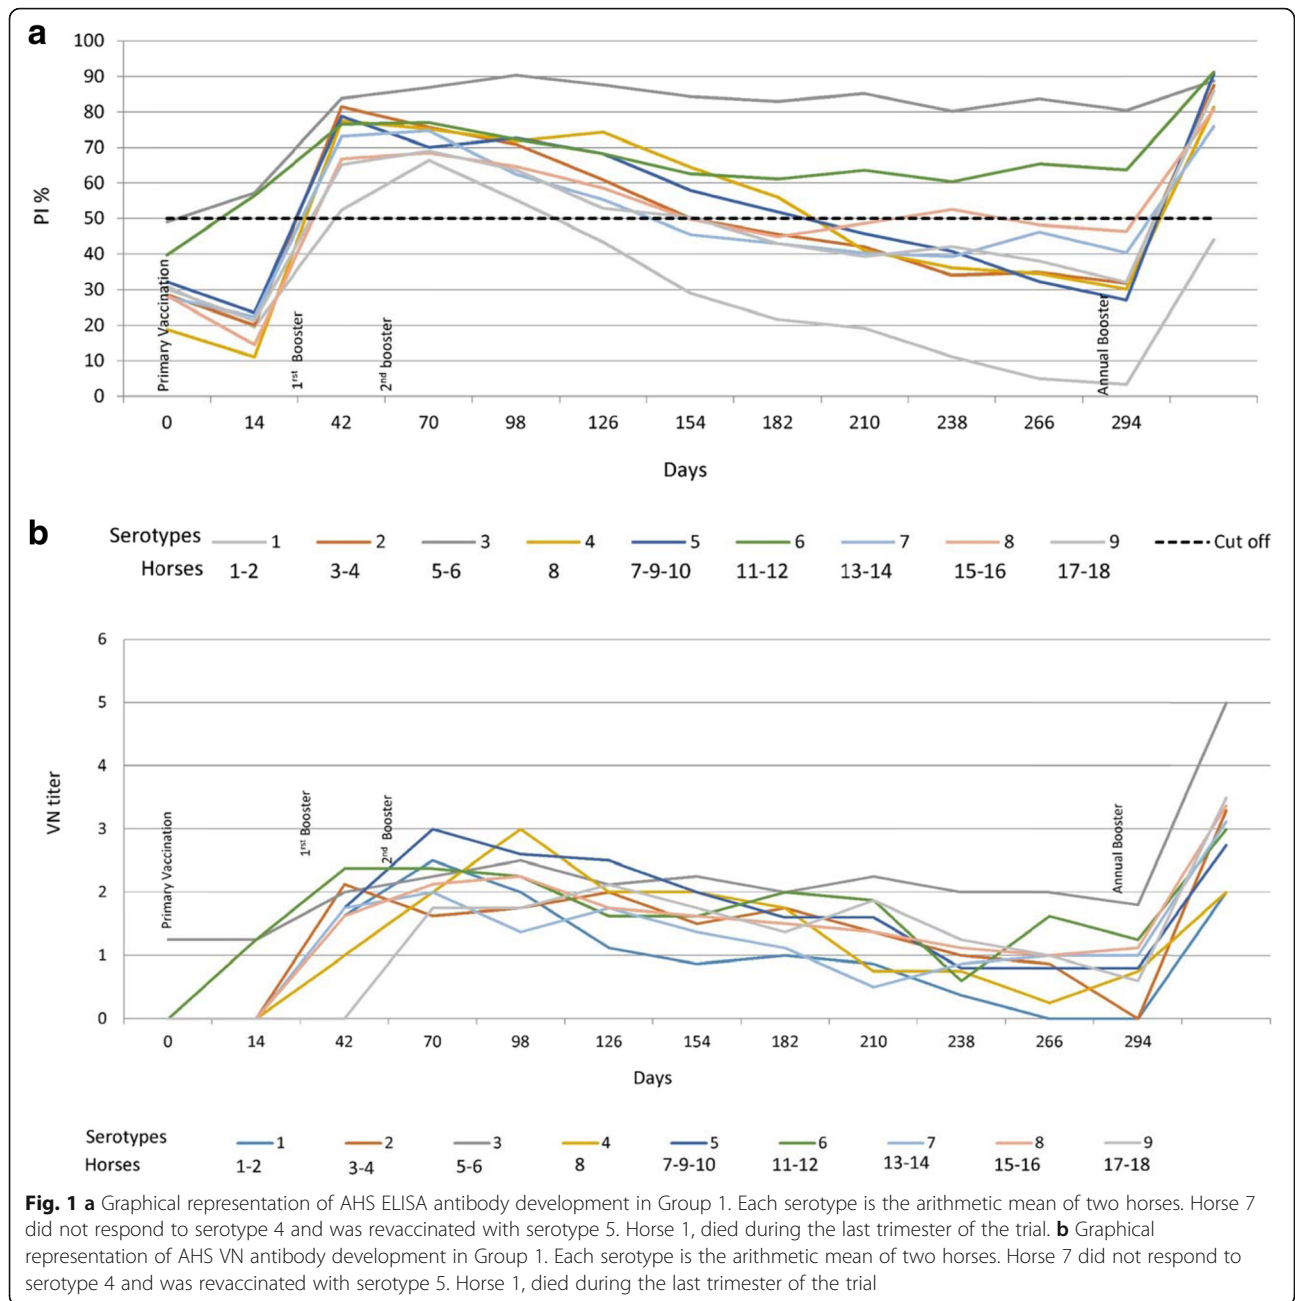 a
100
90
80
70
60
50
40
30
20
10
0
PI %
Primary Vaccination
1rst Booster
2nd booster
Annual Booster
0 14 42 70 98 126 154 182 210 238 266 294
Days
b
Serotypes 1 2 3 4 5 6 7 8 9 Cut off
Horses 1-2 3-4 5-6 8 7-9-10 11-12 13-14 15-16 17-18
6
5
4
3
2
1
0
VN titer
Primary Vaccination
1rst Booster
2nd Booster
Annual Booster
0 14 42 70 98 126 154 182 210 238 266 294
Days
Serotypes 1 2 3 4 5 6 7 8 9
Horses 1-2 3-4 5-6 8 7-9-10 11-12 13-14 15-16 17-18
Fig. 1 a Graphical representation of AHS ELISA antibody development in Group 1. Each serotype is the arithmetic mean of two horses. Horse 7
did not respond to serotype 4 and was revaccinated with serotype 5. Horse 1, died during the last trimester of the trial. b Graphical
representation of AHS VN antibody development in Group 1. Each serotype is the arithmetic mean of two horses. Horse 7 did not respond to
serotype 4 and was revaccinated with serotype 5. Horse 1, died during the last trimester of the trial